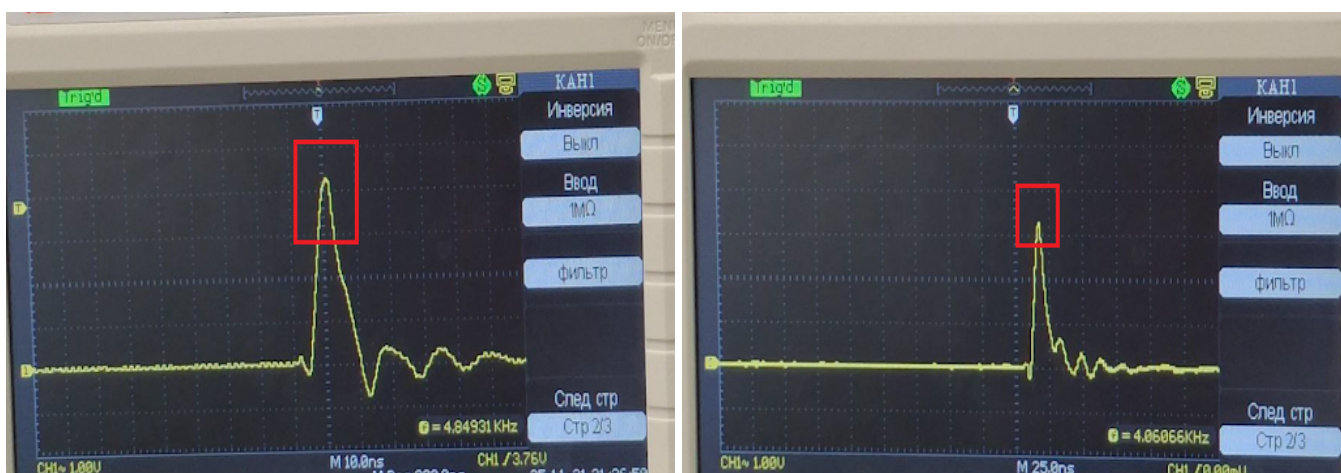 MENU
ON/OFF
Trig'd
КАН1
Инверсия
Выкл
Ввод
1MΩ
фильтр
След стр
Стр 2/3
f = 4.84931KHz
CH1~ 1.00V
M 10.0ns
CH1 / 3.76V
Trig'd
КАН1
Инверсия
Выкл
Ввод
1MΩ
фильтр
След стр
Стр 2/3
f = 4.06066KHz
CH1~ 1.00V
M 25.0ns